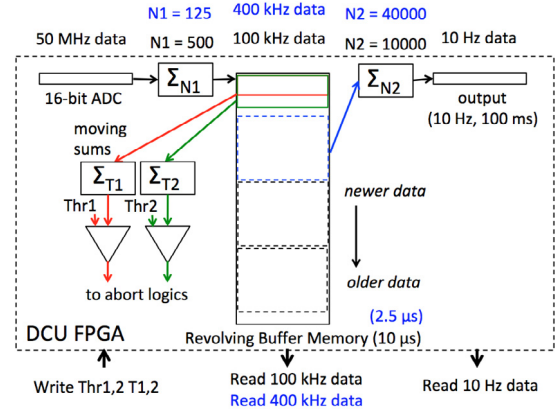 N1 = 125
400 kHz data
N2 = 40000
50 MHz data
N1 = 500
100 kHz data
N2 = 10000
10 Hz data
16-bit ADC
ΣN1
ΣN2
output
(10 Hz, 100 ms)
moving
sums
ΣT1
ΣT2
Thr1
Thr2
to abort logics
newer data
older data
(2.5 µs)
DCU FPGA
Revolving Buffer Memory (10 µs)
Write Thr1,2 T1,2
Read 100 kHz data
Read 400 kHz data
Read 10 Hz data